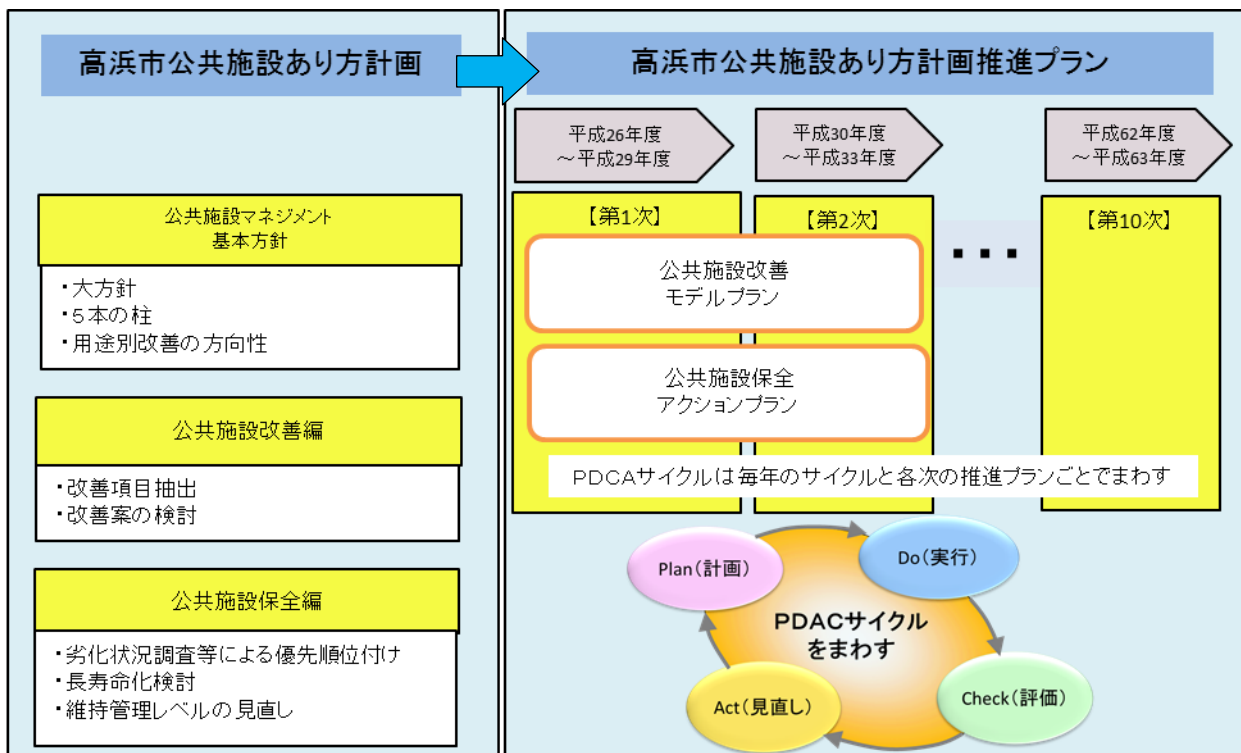 高浜市公共施設あり方計画
公共施設マネジメント
基本方針
・大方針
・5本の柱
・用途別改善の方向性
公共施設改善編
・改善項目抽出
・改善案の検討
公共施設保全編
・劣化状況調査等による優先順位付け
・長寿命化検討
・維持管理レベルの見直し
高浜市公共施設あり方計画推進プラン
平成26年度
～平成29年度
平成30年度
～平成33年度
平成62年度
～平成63年度
【第1次】
【第2次】
・・・
【第10次】
公共施設改善
モデルプラン
公共施設保全
アクションプラン
PDCAサイクルは毎年のサイクルと各次の推進プランごとでまわす
Plan(計画)
Do(実行)
PDACサイクル
をまわす
Act(見直し)
Check(評価)